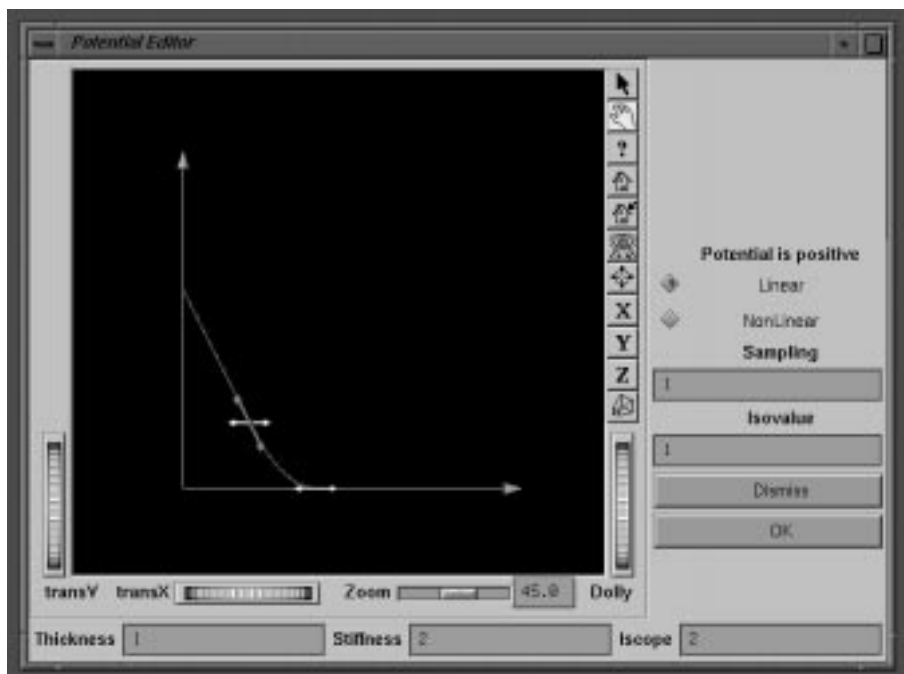 Potential Editor
?
X
Y
Z
Potential is positive
Linear
NonLinear
Sampling
1
Isovalue
1
Dismiss
OK
transY transX Zoom 45.0 Dolly
Thickness 1 Stiffness 2 Iscope 2